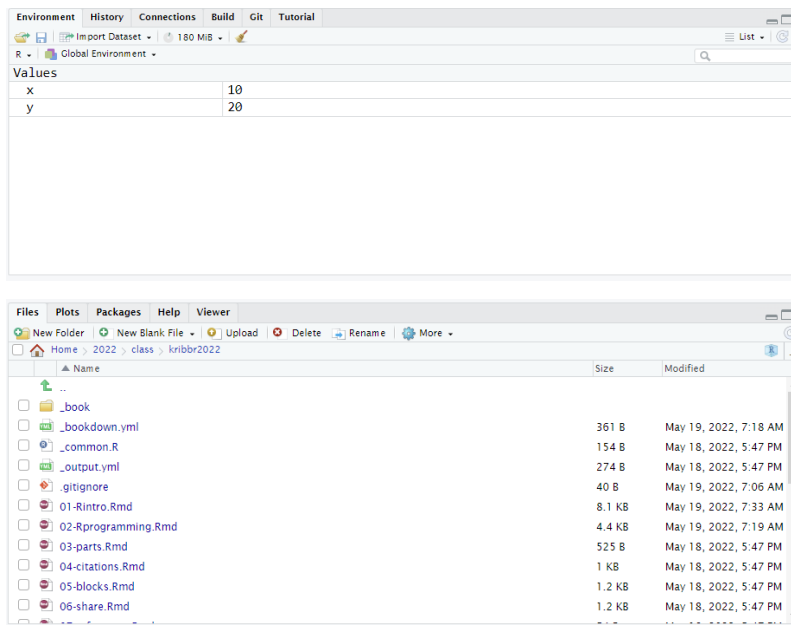 Environment History Connections Build Git Tutorial
Import Dataset 180 MiB List
R Global Environment
Values
x 10
y 20
Files Plots Packages Help Viewer
New Folder New Blank File Upload Delete Rename More
Home 2022 class kribbr2022
Name Size Modified
..
_book
_bookdown.yml 361 B May 19, 2022, 7:18 AM
_common.R 154 B May 18, 2022, 5:47 PM
_output.yml 274 B May 18, 2022, 5:47 PM
.gitignore 40 B May 19, 2022, 7:06 AM
01-Rintro.Rmd 8.1 KB May 19, 2022, 7:33 AM
02-Rprogramming.Rmd 4.4 KB May 19, 2022, 7:19 AM
03-parts.Rmd 525 B May 18, 2022, 5:47 PM
04-citations.Rmd 1 KB May 18, 2022, 5:47 PM
05-blocks.Rmd 1.2 KB May 18, 2022, 5:47 PM
06-share.Rmd 1.2 KB May 18, 2022, 5:47 PM